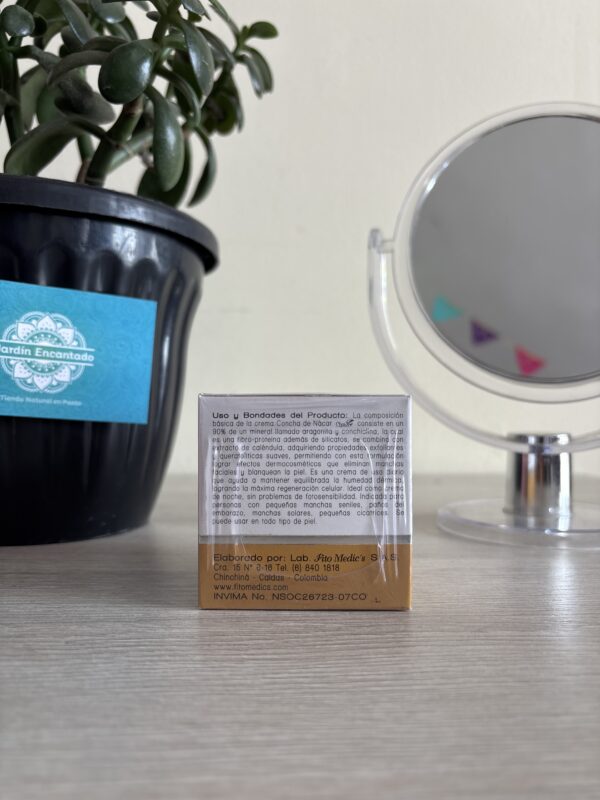 Jardín Encantado
Tienda Natural en Pasto
Uso y Bondades del Producto: La composición
básica de la crema Concha de Nácar consiste en un
90% de un mineral llamado aragonita y conchiolina, la cual
es una fibro-proteína además de silicatos, se combina con
extracto de caléndula, adquiriendo propiedades exfoliantes
y queratolíticas suaves, permitiendo con esta formulación
lograr efectos dermocosméticos que eliminan manchas
faciales y blanquean la piel. Es una crema de uso diario
que ayuda a mantener equilibrada la humedad dérmica,
logrando la máxima regeneración celular. Ideal como crema
de noche, sin problemas de fotosensibilidad. Indicada para
personas con pequeñas manchas seniles, paños del
embarazo, manchas solares, pequeñas cicatrices. Se
puede usar en todo tipo de piel.
Elaborado por: Lab. Fito Medic's S.A.S.
Cra. 15 N° 8-18 Tel. (6) 840 1818
Chinchiná - Caldas - Colombia
www.fitomedics.com
INVIMA No. NSOC26723-07CO